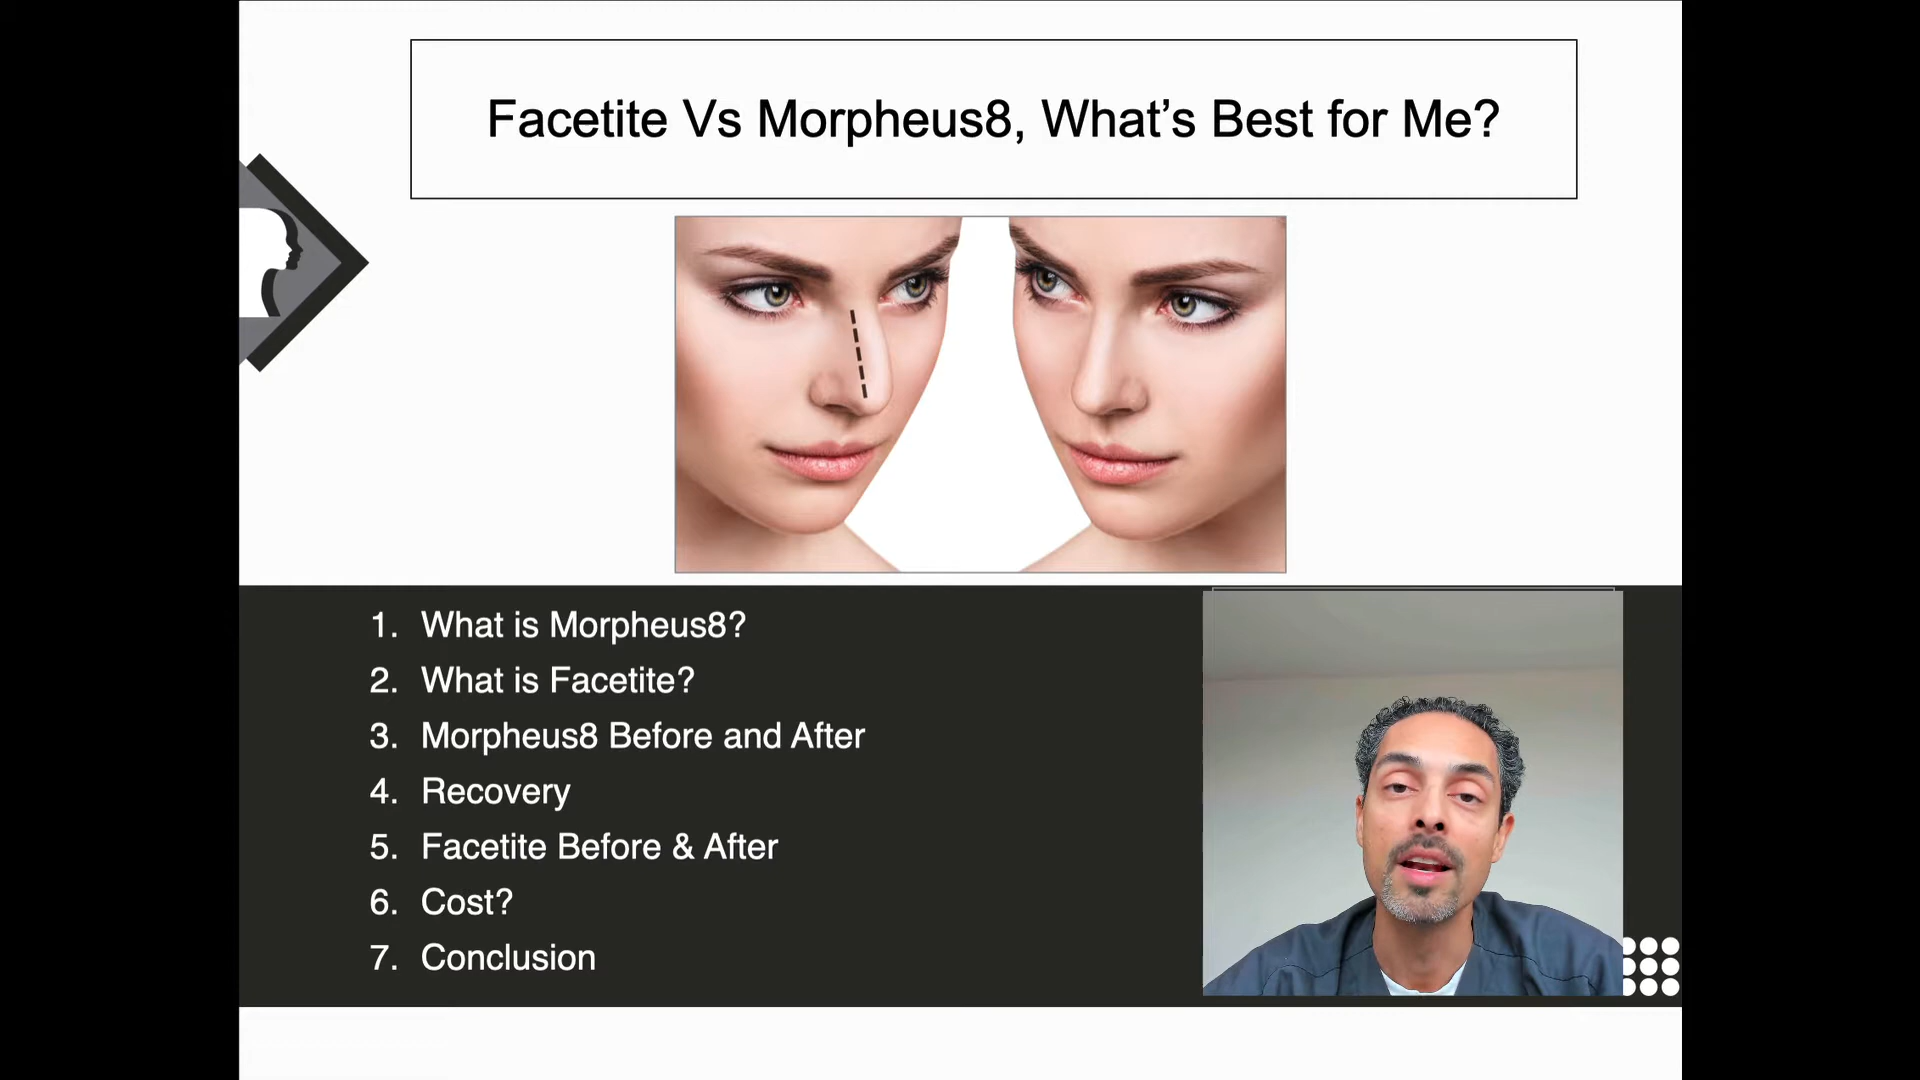 Facetite Vs Morpheus8, What’s Best for Me?
1. What is Morpheus8?
2. What is Facetite?
3. Morpheus8 Before and After
4. Recovery
5. Facetite Before & After
6. Cost?
7. Conclusion